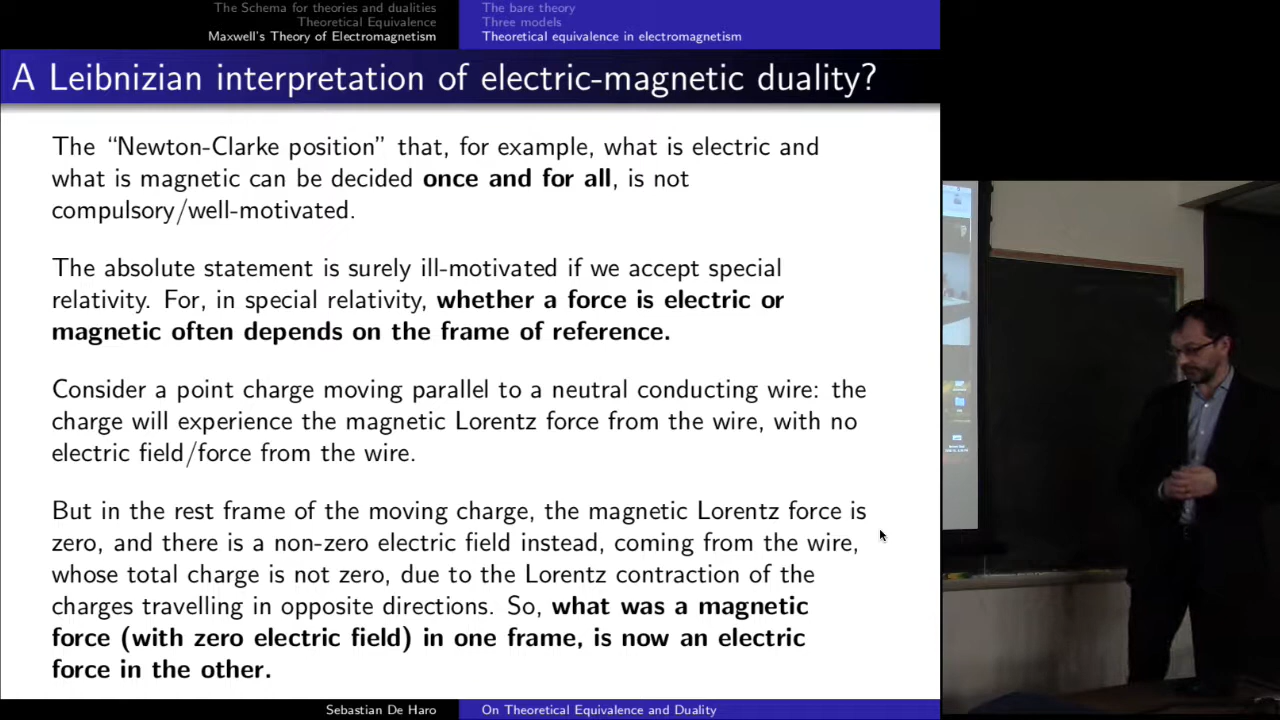 The Schema for theories and dualities
Theoretical Equivalence
Maxwell's Theory of Electromagnetism
The bare theory
Three models
Theoretical equivalence in electromagnetism
A Leibnizian interpretation of electric-magnetic duality?
The "Newton-Clarke position" that, for example, what is electric and
what is magnetic can be decided once and for all, is not
compulsory/well-motivated.
The absolute statement is surely ill-motivated if we accept special
relativity. For, in special relativity, whether a force is electric or
magnetic often depends on the frame of reference.
Consider a point charge moving parallel to a neutral conducting wire: the
charge will experience the magnetic Lorentz force from the wire, with no
electric field/force from the wire.
But in the rest frame of the moving charge, the magnetic Lorentz force is
zero, and there is a non-zero electric field instead, coming from the wire,
whose total charge is not zero, due to the Lorentz contraction of the
charges travelling in opposite directions. So, what was a magnetic
force (with zero electric field) in one frame, is now an electric
force in the other.
Sebastian De Haro
On Theoretical Equivalence and Duality